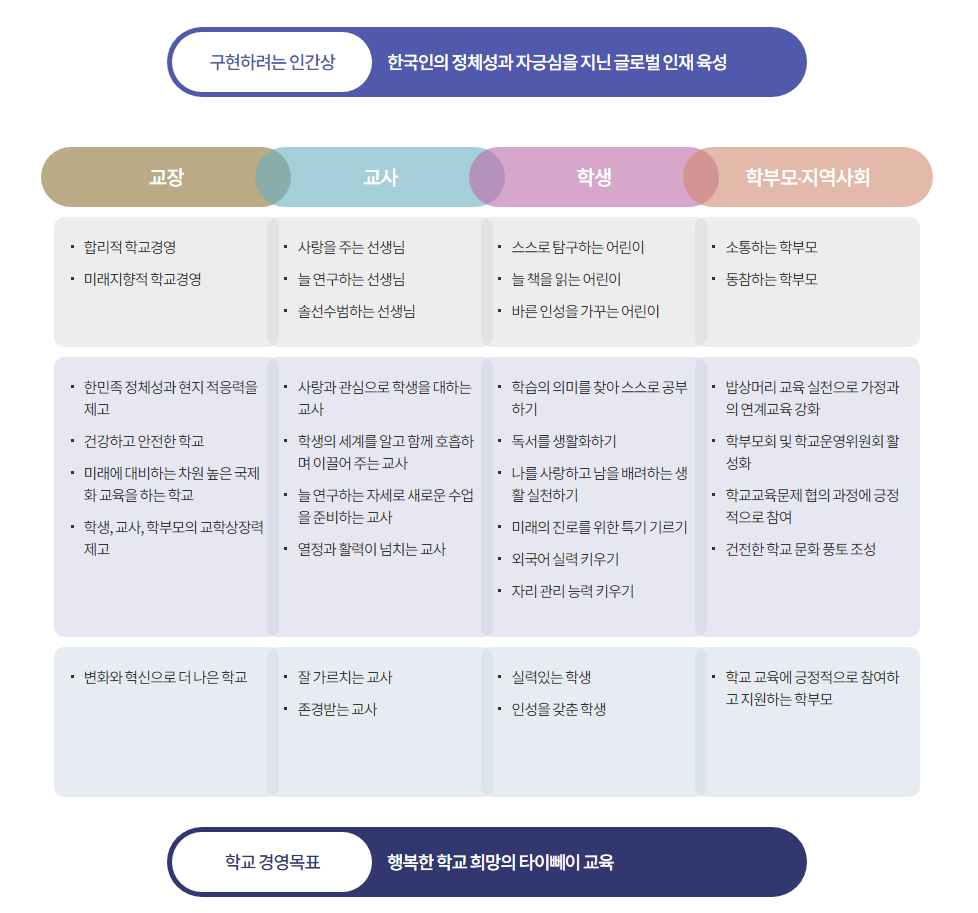 구현하려는 인간상
한국인의 정체성과 자긍심을 지닌 글로벌 인재 육성
교장
교사
학생
학부모·지역사회
합리적 학교경영
미래지향적 학교경영
사랑을 주는 선생님
늘 연구하는 선생님
솔선수범하는 선생님
스스로 탐구하는 어린이
늘 책을 읽는 어린이
바른 인성을 가꾸는 어린이
소통하는 학부모
동참하는 학부모
한민족 정체성과 현지 적응력을
제고
건강하고 안전한 학교
미래에 대비하는 차원 높은 국제
화 교육을 하는 학교
학생, 교사, 학부모의 교학상장력
제고
사랑과 관심으로 학생을 대하는
교사
학생의 세계를 알고 함께 호흡하
며 이끌어 주는 교사
늘 연구하는 자세로 새로운 수업
을 준비하는 교사
열정과 활력이 넘치는 교사
학습의 의미를 찾아 스스로 공부
하기
독서를 생활화하기
나를 사랑하고 남을 배려하는 생
활 실천하기
미래의 진로를 위한 특기 기르기
외국어 실력 키우기
자리 관리 능력 키우기
밥상머리 교육 실천으로 가정과
의 연계교육 강화
학부모회 및 학교운영위원회 활
성화
학교교육문제 협의 과정에 긍정
적으로 참여
건전한 학교 문화 풍토 조성
변화와 혁신으로 더 나은 학교
잘 가르치는 교사
존경받는 교사
실력있는 학생
인성을 갖춘 학생
학교 교육에 긍정적으로 참여하
고 지원하는 학부모
학교 경영목표
행복한 학교 희망의 타이뻬이 교육